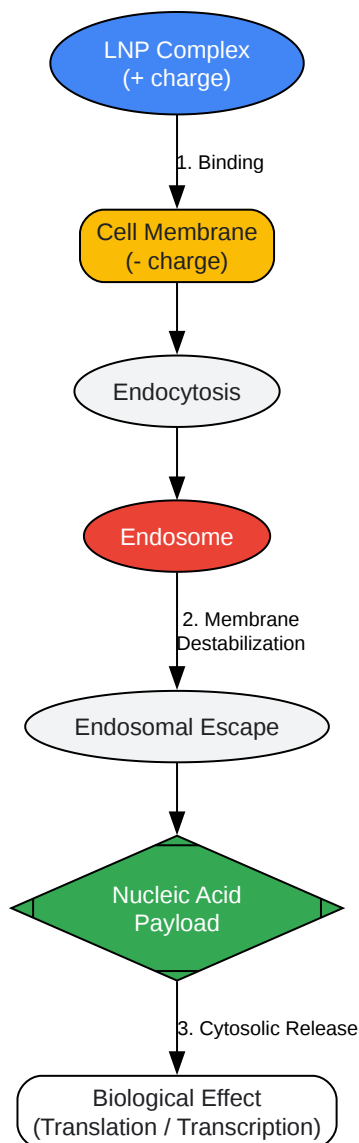 LNP Complex
(+ charge)
1. Binding
Cell Membrane
(- charge)
Endocytosis
Endosome
2. Membrane
Destabilization
Endosomal Escape
Nucleic Acid
Payload
3. Cytosolic Release
Biological Effect
(Translation / Transcription)